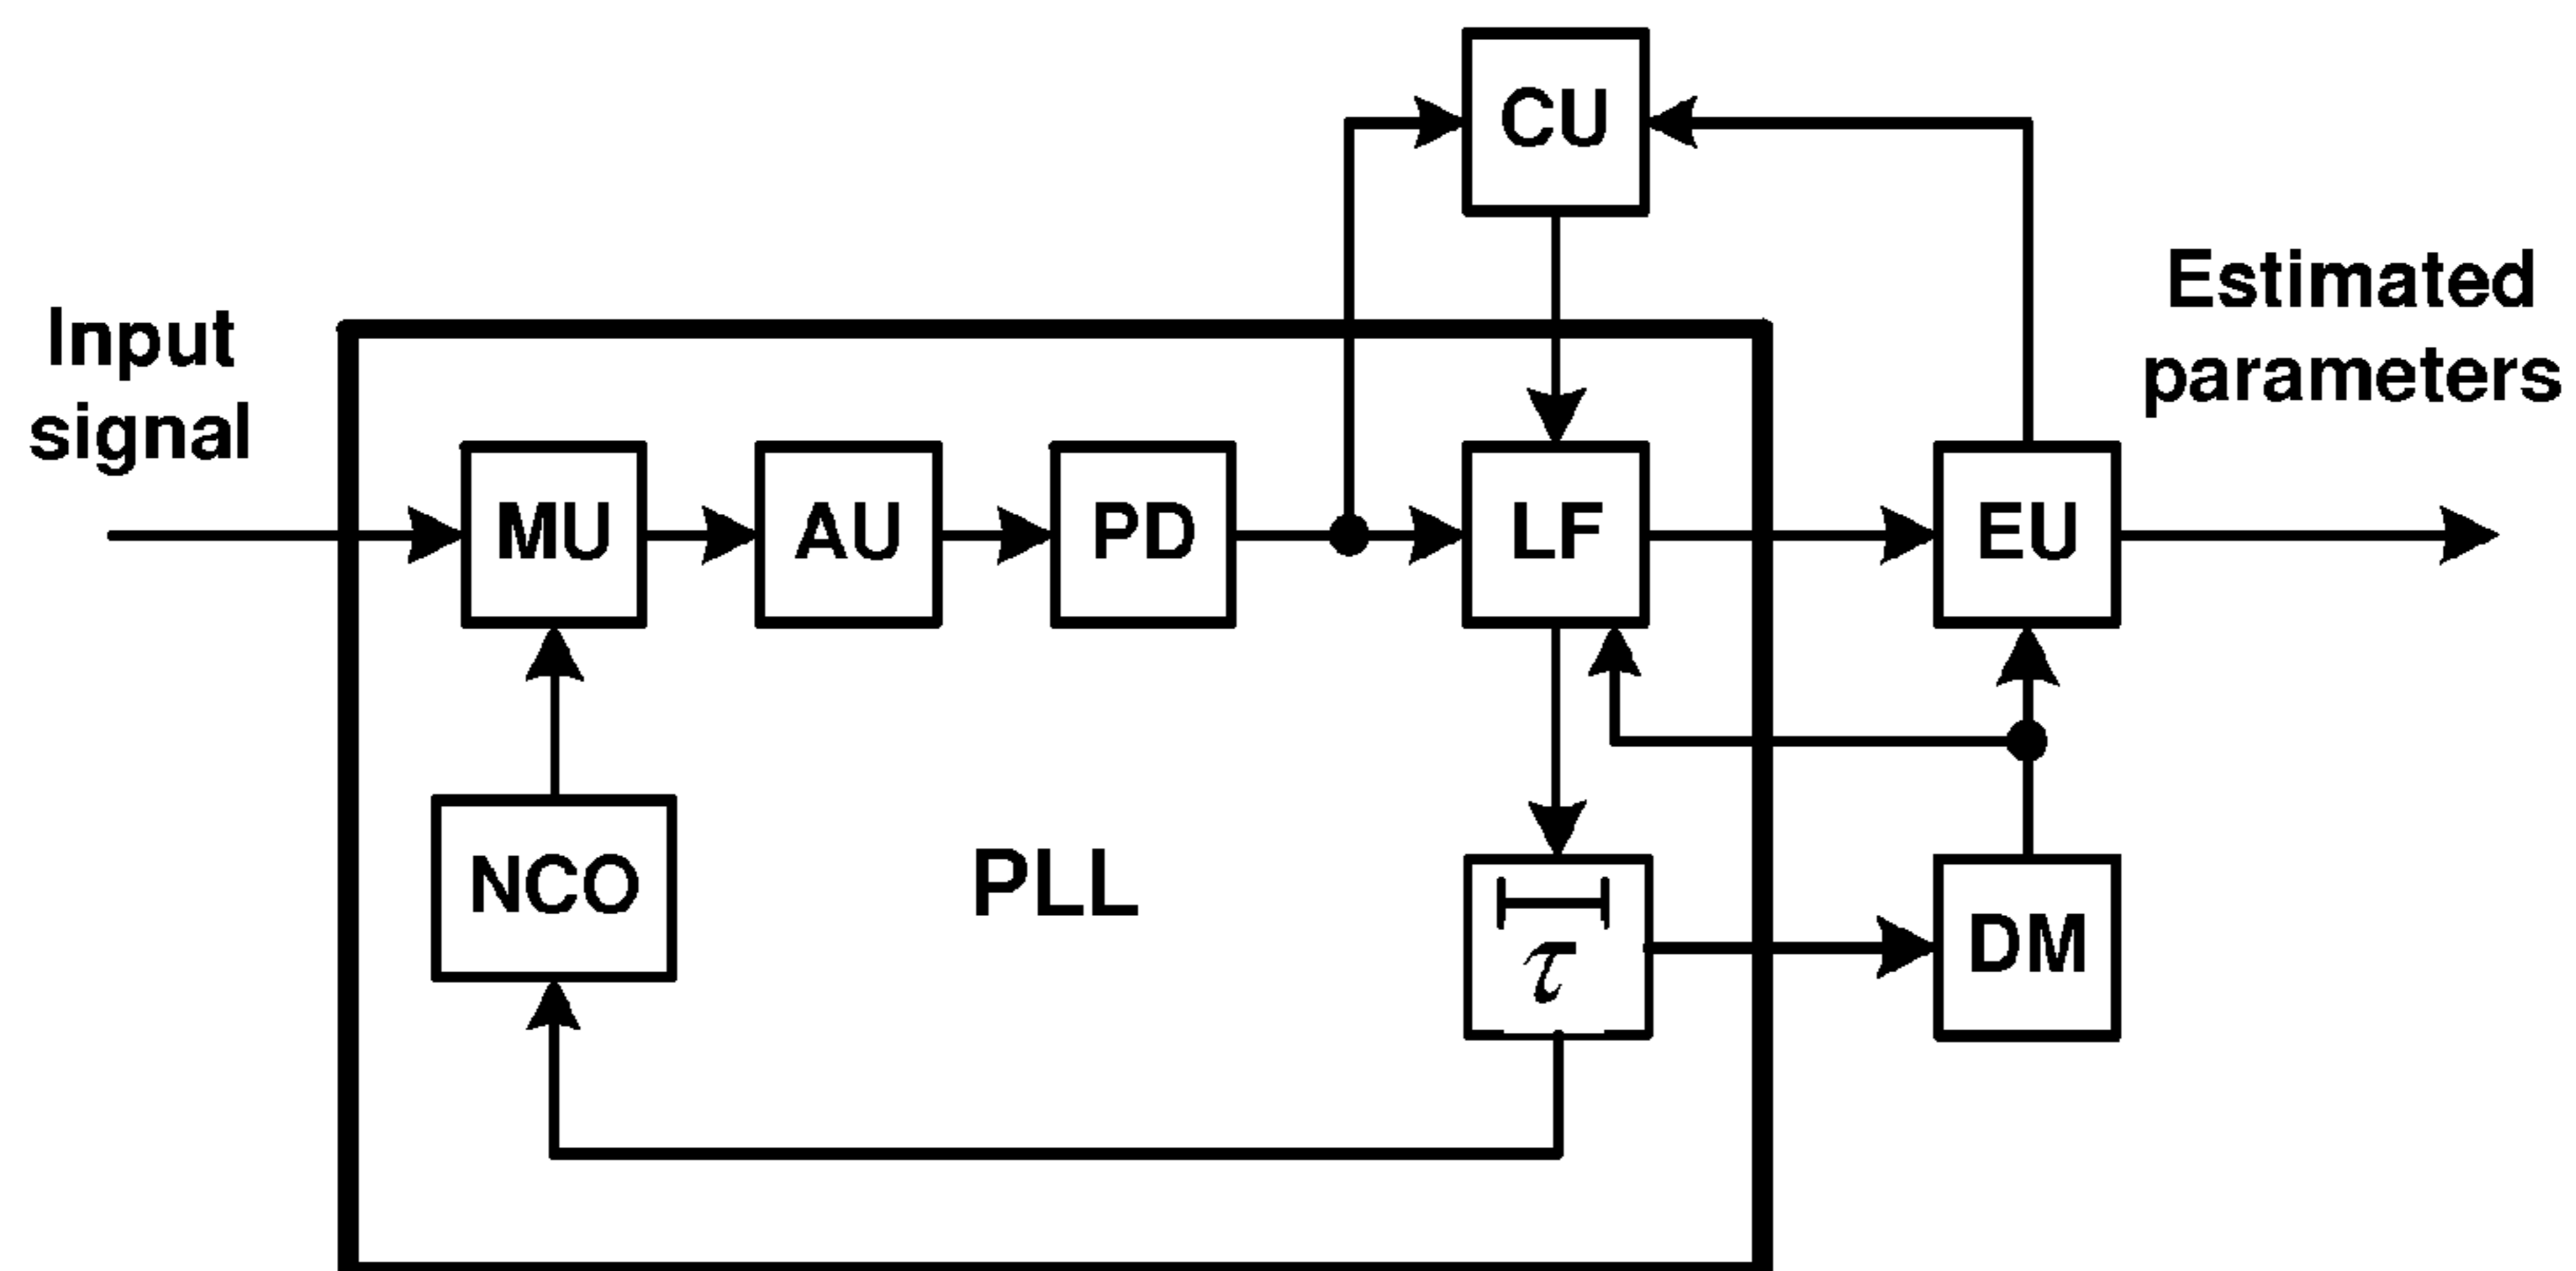 CU
Estimated
parameters
Input
signal
MU
AU
PD
LF
EU
NCO
PLL
τ
DM